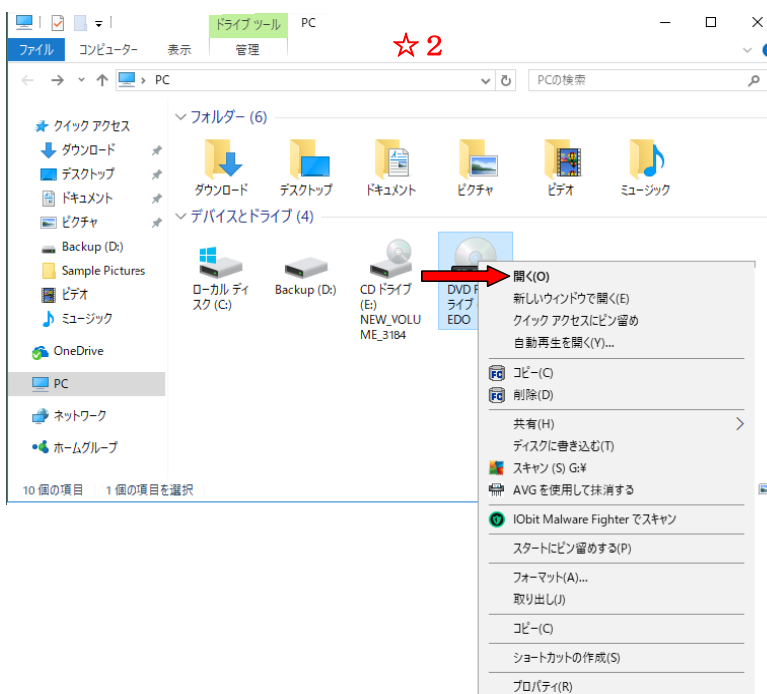 ドライブ ツール
PC
ファイル
コンピューター
表示
管理
☆2
PC
PCの検索
クイック アクセス
ダウンロード
デスクトップ
ドキュメント
ピクチャ
Backup (D:)
Sample Pictures
ビデオ
ミュージック
OneDrive
PC
ネットワーク
ホームグループ
フォルダー (6)
ダウンロード
デスクトップ
ドキュメント
ピクチャ
ビデオ
ミュージック
デバイスとドライブ (4)
ローカル ディ
スク (C:)
Backup (D:)
CD ドライブ
(E:)
NEW_VOLU
ME_3184
DVD
ライブ
EDO
開く(O)
新しいウィンドウで開く(E)
クイック アクセスにピン留め
自動再生を開く(Y)...
FC
コピー(C)
FC
削除(D)
共有(H)
ディスクに書き込む(T)
スキャン (S) G:¥
AVG を使用して抹消する
IObit Malware Fighter でスキャン
スタートにピン留めする(P)
フォーマット(A)...
取り出し(J)
コピー(C)
ショートカットの作成(S)
プロパティ(R)
10 個の項目
1 個の項目を選択